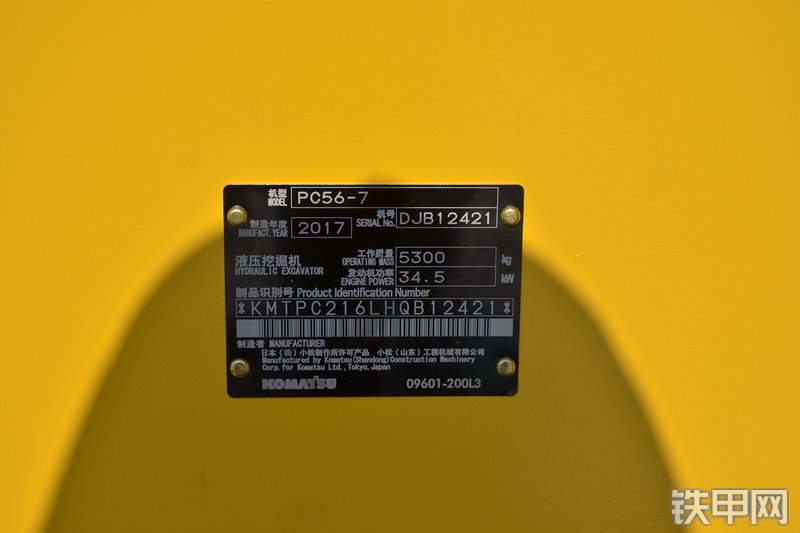 机型 MODEL PC56-7
制造年度 MANUFACT. YEAR 2017 机号 SERIAL No. DJB12421
液压挖掘机 HYDRAULIC EXCAVATOR
工作质量 OPERATING MASS 5300 kg
发动机功率 ENGINE POWER 34.5 kW
制品识别号 Product Identification Number
*KMTPC216LHQB12421*
制造者 MANUFACTURER
日本（株）小松制作所许可产品 小松（山东）工程机械有限公司
Manufactured by Komatsu(Shandong)Construction Machinery
Corp. for Komatsu Ltd., Tokyo, Japan
KOMATSU 09601-200L3
铁甲网